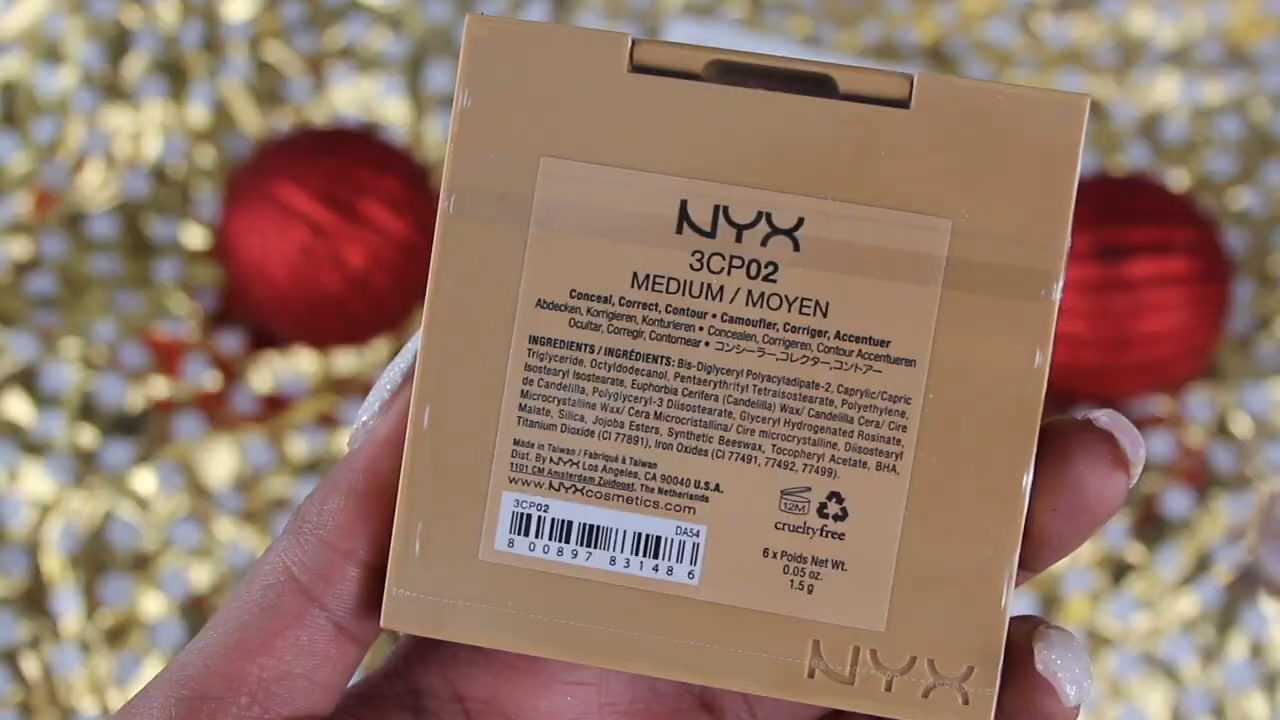 NYX
3CP02
MEDIUM / MOYEN
Conceal, Correct, Contour • Camoufler, Corriger, Accentuer
Abdecken, Korrigieren, Konturieren • Concealen, Corrigeren, Contour Accentueren
Ocultar, Corregir, Contornear • コンシーラー,コレクター,コントアー
INGREDIENTS / INGRÉDIENTS: Bis-Diglyceryl Polyacyladipate-2, Caprylic/Capric
Triglyceride, Octyldodecanol, Pentaerythrityl Tetraisostearate, Polyethylene,
Isostearyl Isostearate, Euphorbia Cerifera (Candelilla) Wax/ Candelilla Cera/ Cire
de Candelilla, Polyglyceryl-3 Diisostearate, Glyceryl Hydrogenated Rosinate,
Microcrystalline Wax/ Cera Microcristallina/ Cire microcrystalline, Diisostearyl
Malate, Silica, Jojoba Esters, Synthetic Beeswax, Tocopheryl Acetate, BHA,
Titanium Dioxide (CI 77891), Iron Oxides (CI 77491, 77492, 77499).
Made in Taiwan / Fabriqué à Taiwan
Dist. By NYX Los Angeles, CA 90040 U.S.A.
1101 CM Amsterdam Zuidoost, The Netherlands
www.NYXcosmetics.com
3CP02
DA54
8 00897 83148 6
12M
crueltyfree
6 x Poids Net Wt.
0.05 oz.
1.5 g
NYX